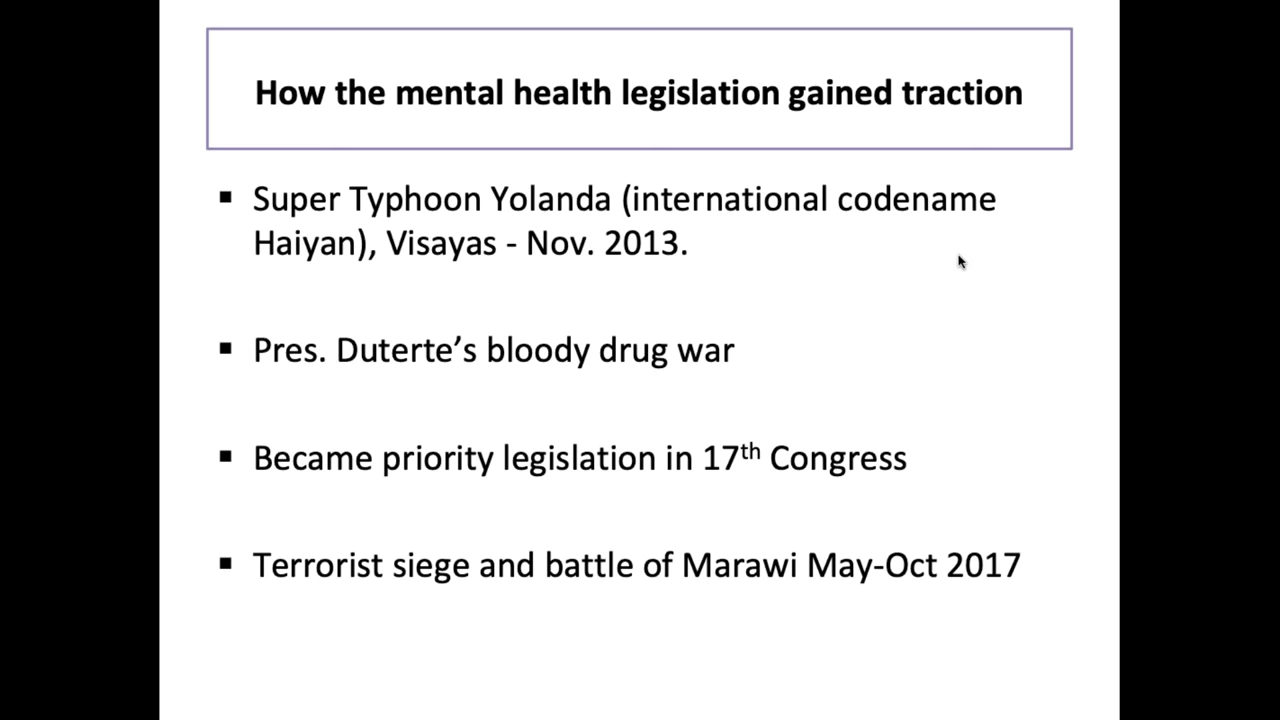 How the mental health legislation gained traction
▪ Super Typhoon Yolanda (international codename
Haiyan), Visayas - Nov. 2013.
▪ Pres. Duterte’s bloody drug war
▪ Became priority legislation in 17th Congress
▪ Terrorist siege and battle of Marawi May-Oct 2017